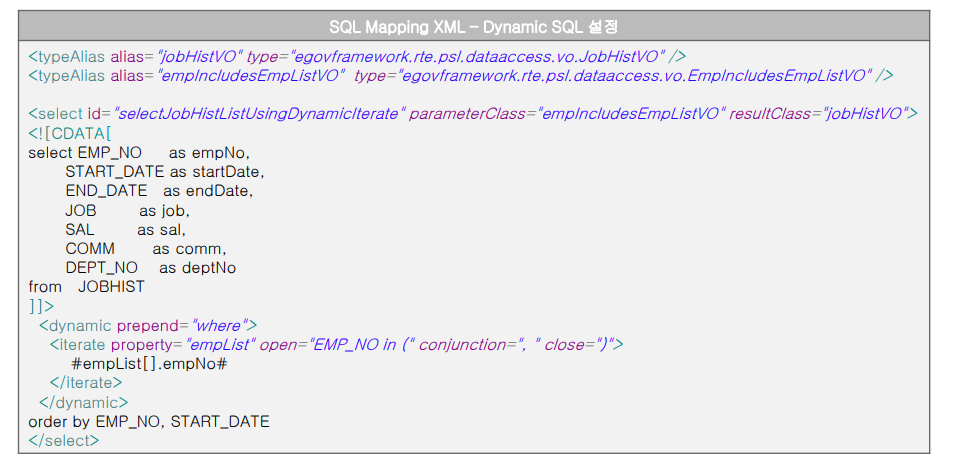 SQL Mapping XML – Dynamic SQL 설정
<typeAlias alias="jobHistVO" type="egovframework.rte.psl.dataaccess.vo.JobHistVO" />
<typeAlias alias="empIncludesEmpListVO" type="egovframework.rte.psl.dataaccess.vo.EmpIncludesEmpListVO" />
<select id="selectJobHistListUsingDynamicIterate" parameterClass="empIncludesEmpListVO" resultClass="jobHistVO">
<![CDATA[
select EMP_NO as empNo,
START_DATE as startDate,
END_DATE as endDate,
JOB as job,
SAL as sal,
COMM as comm,
DEPT_NO as deptNo
from JOBHIST
]]>
<dynamic prepend="where">
<iterate property="empList" open="EMP_NO in (" conjunction=", " close=")">
#empList[].empNo#
</iterate>
</dynamic>
order by EMP_NO, START_DATE
</select>